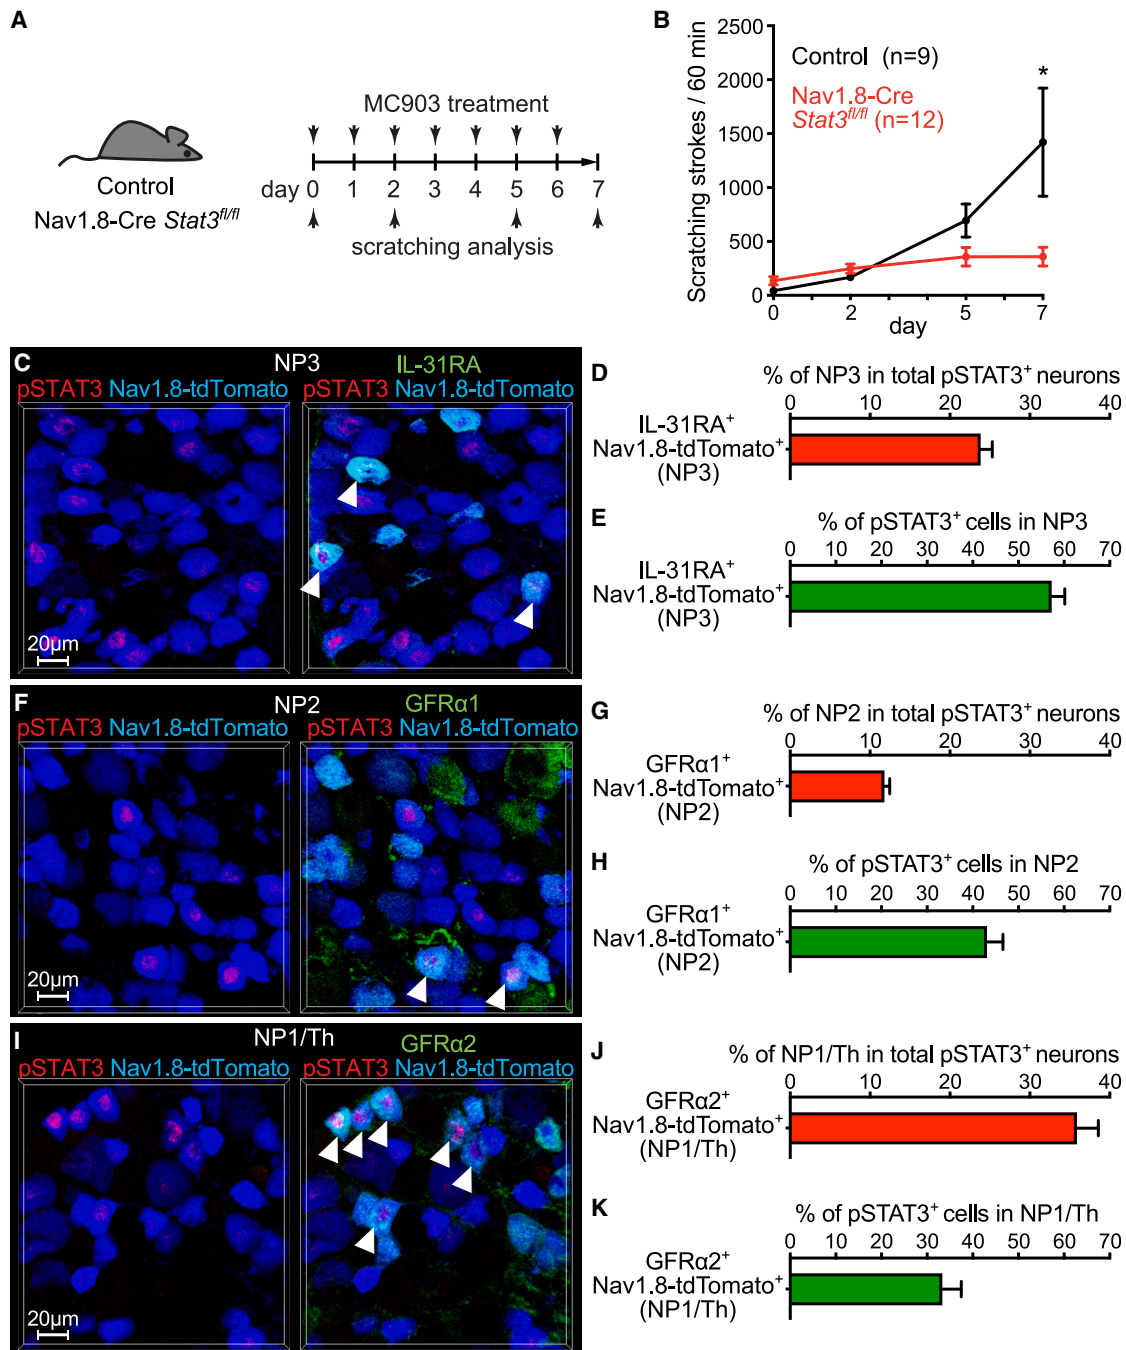 A
MC903 treatment
Control
Nav1.8-Cre Stat3fl/fl
day 0 1 2 3 4 5 6 7
scratching analysis
B
Scratching strokes / 60 min
2500
2000
1500
1000
500
0
Control (n=9)
Nav1.8-Cre
Stat3fl/fl (n=12)
*
0 2 5 7
day
C
NP3 IL-31RA
pSTAT3 Nav1.8-tdTomato pSTAT3 Nav1.8-tdTomato
20µm
D
% of NP3 in total pSTAT3+ neurons
0 10 20 30 40
IL-31RA+
Nav1.8-tdTomato+
(NP3)
E
% of pSTAT3+ cells in NP3
0 10 20 30 40 50 60 70
IL-31RA+
Nav1.8-tdTomato+
(NP3)
F
NP2 GFRα1
pSTAT3 Nav1.8-tdTomato pSTAT3 Nav1.8-tdTomato
20µm
G
% of NP2 in total pSTAT3+ neurons
0 10 20 30 40
GFRα1+
Nav1.8-tdTomato+
(NP2)
H
% of pSTAT3+ cells in NP2
0 10 20 30 40 50 60 70
GFRα1+
Nav1.8-tdTomato+
(NP2)
I
NP1/Th GFRα2
pSTAT3 Nav1.8-tdTomato pSTAT3 Nav1.8-tdTomato
20µm
J
% of NP1/Th in total pSTAT3+ neurons
0 10 20 30 40
GFRα2+
Nav1.8-tdTomato+
(NP1/Th)
K
% of pSTAT3+ cells in NP1/Th
0 10 20 30 40 50 60 70
GFRα2+
Nav1.8-tdTomato+
(NP1/Th)